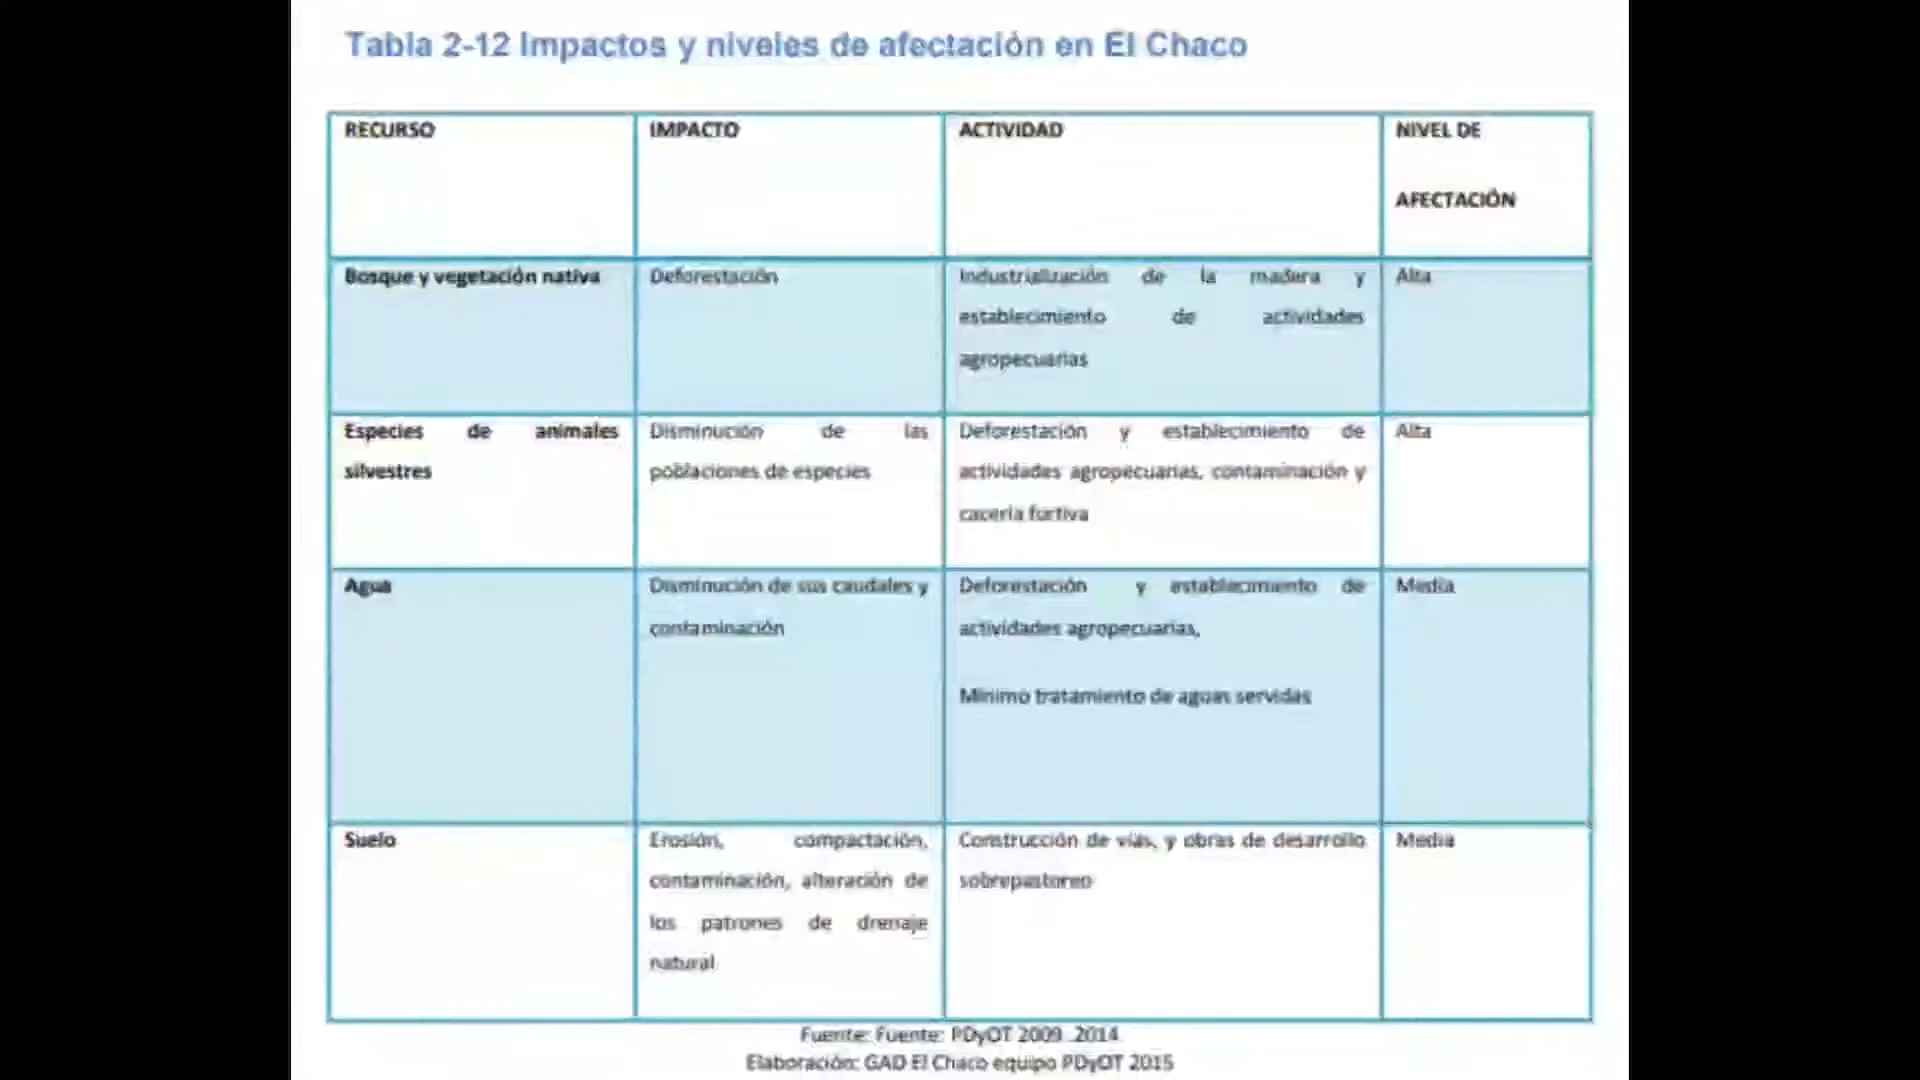 Tabla 2-12 Impactos y niveles de afectación en El Chaco
RECURSO
IMPACTO
ACTIVIDAD
NIVEL DE
AFECTACIÓN
Bosque y vegetación nativa
Deforestación
Industrialización de la madera y
establecimiento de actividades
agropecuarias
Alta
Especies de animales
silvestres
Disminución de las
poblaciones de especies
Deforestación y establecimiento de
actividades agropecuarias, contaminación y
cacería furtiva
Alta
Agua
Disminución de sus caudales y
contaminación
Deforestación y establecimiento de
actividades agropecuarias,
Mínimo tratamiento de aguas servidas
Media
Suelo
Erosión, compactación,
contaminación, alteración de
los patrones de drenaje
natural
Construcción de vías, y obras de desarrollo
sobrepastoreo
Media
Fuente: Fuente: PDyOT 2009 .2014
Elaboración: GAD El Chaco equipo PDyOT 2015